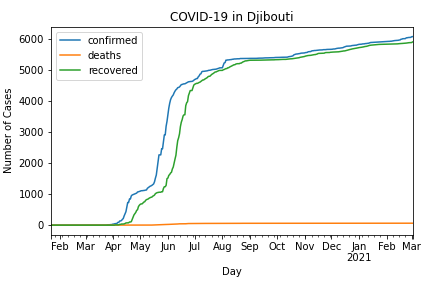 COVID-19 in Djibouti
confirmed
deaths
recovered
Number of Cases
6000
5000
4000
3000
2000
1000
0
Feb Mar Apr May Jun Jul Aug Sep Oct Nov Dec Jan Feb Mar
2021
Day